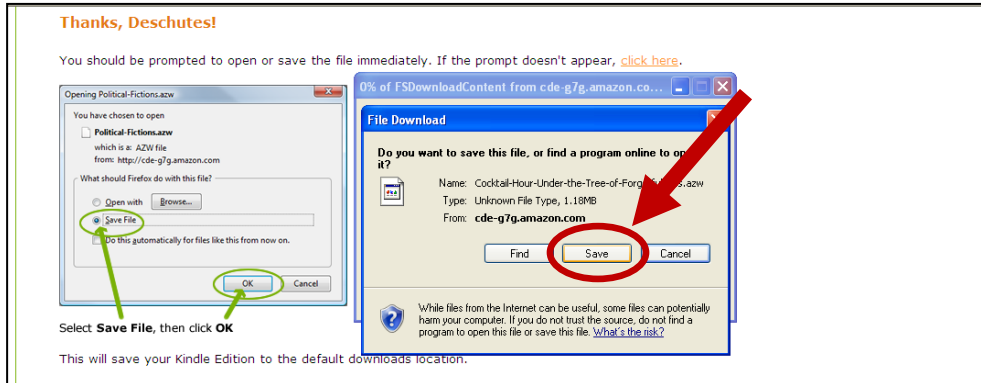 Thanks, Deschutes!
You should be prompted to open or save the file immediately. If the prompt doesn't appear, click here.
Opening Political-Fictions.azw
You have chosen to open
Political-Fictions.azw
which is a: AZW file
from: http://cde-g7g.amazon.com
What should Firefox do with this file?
Open with Browse...
Save File
Do this automatically for files like this from now on.
OK Cancel
Select Save File, then click OK
This will save your Kindle Edition to the default downloads location.
0% of FSDownloadContent from cde-g7g.amazon.co...
File Download
Do you want to save this file, or find a program online to
it?
Name: Cocktail-Hour-Under-the-Tree-of-
Type: Unknown File Type, 1.18MB
From: cde-g7g.amazon.com
Find Save Cancel
While files from the Internet can be useful, some files can potentially
harm your computer. If you do not trust the source, do not find a
program to open this file or save this file. What's the risk?